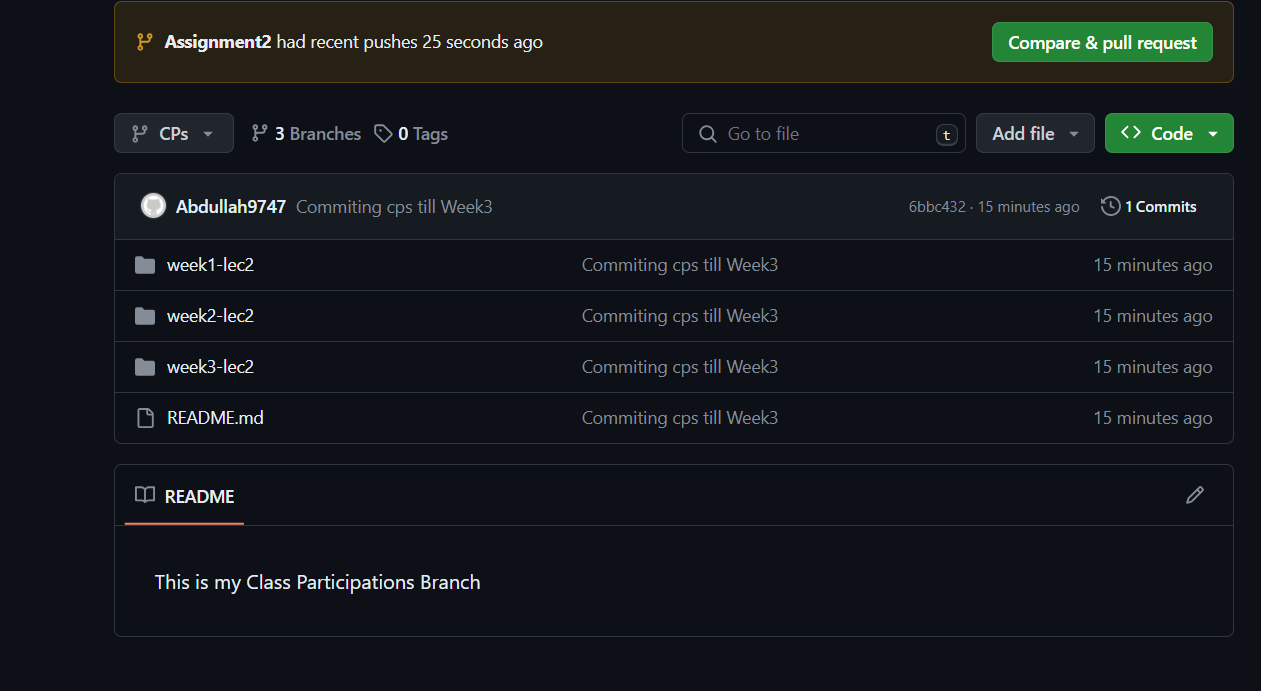 Assignment2 had recent pushes 25 seconds ago
Compare & pull request
CPs
3 Branches
0 Tags
Go to file
t
Add file
Code
Abdullah9747 Commiting cps till Week3
6bbc432 · 15 minutes ago
1 Commits
week1-lec2 Commiting cps till Week3 15 minutes ago
week2-lec2 Commiting cps till Week3 15 minutes ago
week3-lec2 Commiting cps till Week3 15 minutes ago
README.md Commiting cps till Week3 15 minutes ago
README
This is my Class Participations Branch